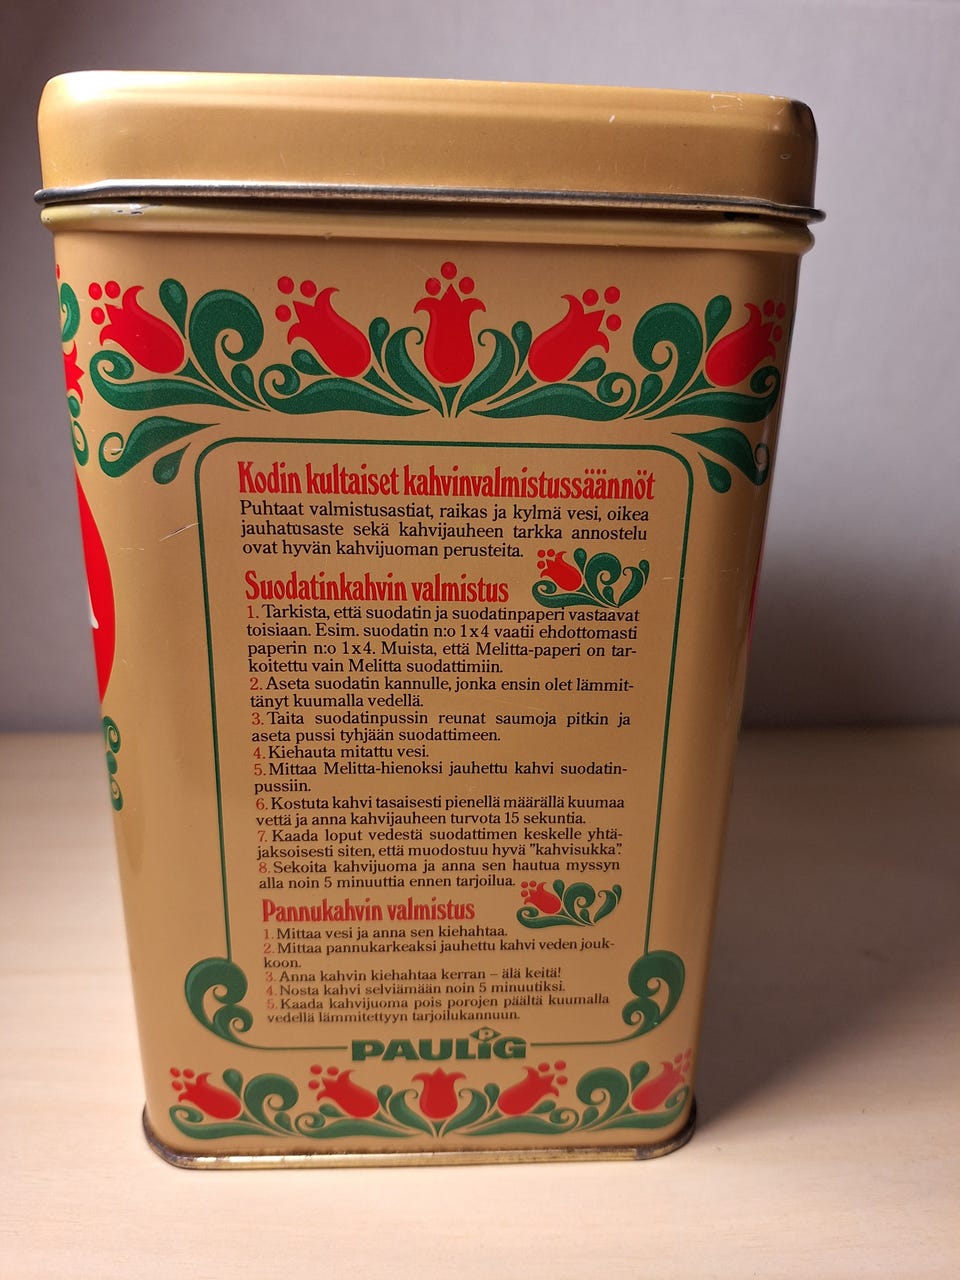 Kodin kultaiset kahvinvalmistussäännöt
Puhtaat valmistusastiat, raikas ja kylmä vesi, oikea
jauhatusaste sekä kahvijauheen tarkka annostelu
ovat hyvän kahvijuoman perusteita.
Suodatinkahvin valmistus
1. Tarkista, että suodatin ja suodatinpaperi vastaavat
toisiaan. Esim. suodatin n:o 1x4 vaatii ehdottomasti
paperin n:o 1x4. Muista, että Melitta-paperi on tar-
koitettu vain Melitta suodattimiin.
2. Aseta suodatin kannulle, jonka ensin olet lämmit-
tänyt kuumalla vedellä.
3. Taita suodatinpussin reunat saumoja pitkin ja
aseta pussi tyhjään suodattimeen.
4. Kiehauta mitattu vesi.
5. Mittaa Melitta-hienoksi jauhettu kahvi suodatin-
pussiin.
6. Kostuta kahvi tasaisesti pienellä määrällä kuumaa
vettä ja anna kahvijauheen turvota 15 sekuntia.
7. Kaada loput vedestä suodattimen keskelle yhtä-
jaksoisesti siten, että muodostuu hyvä ”kahvisukka”.
8. Sekoita kahvijuoma ja anna sen hautua myssyn
alla noin 5 minuuttia ennen tarjoilua.
Pannukahvin valmistus
1. Mittaa vesi ja anna sen kiehahtaa.
2. Mittaa pannukarkeaksi jauhettu kahvi veden jouk-
koon.
3. Anna kahvin kiehahtaa kerran – älä keitä!
4. Nosta kahvi selviämään noin 5 minuutiksi.
5. Kaada kahvijuoma pois porojen päältä kuumalla
vedellä lämmitettyyn tarjoilukannuun.
P
PAULIG